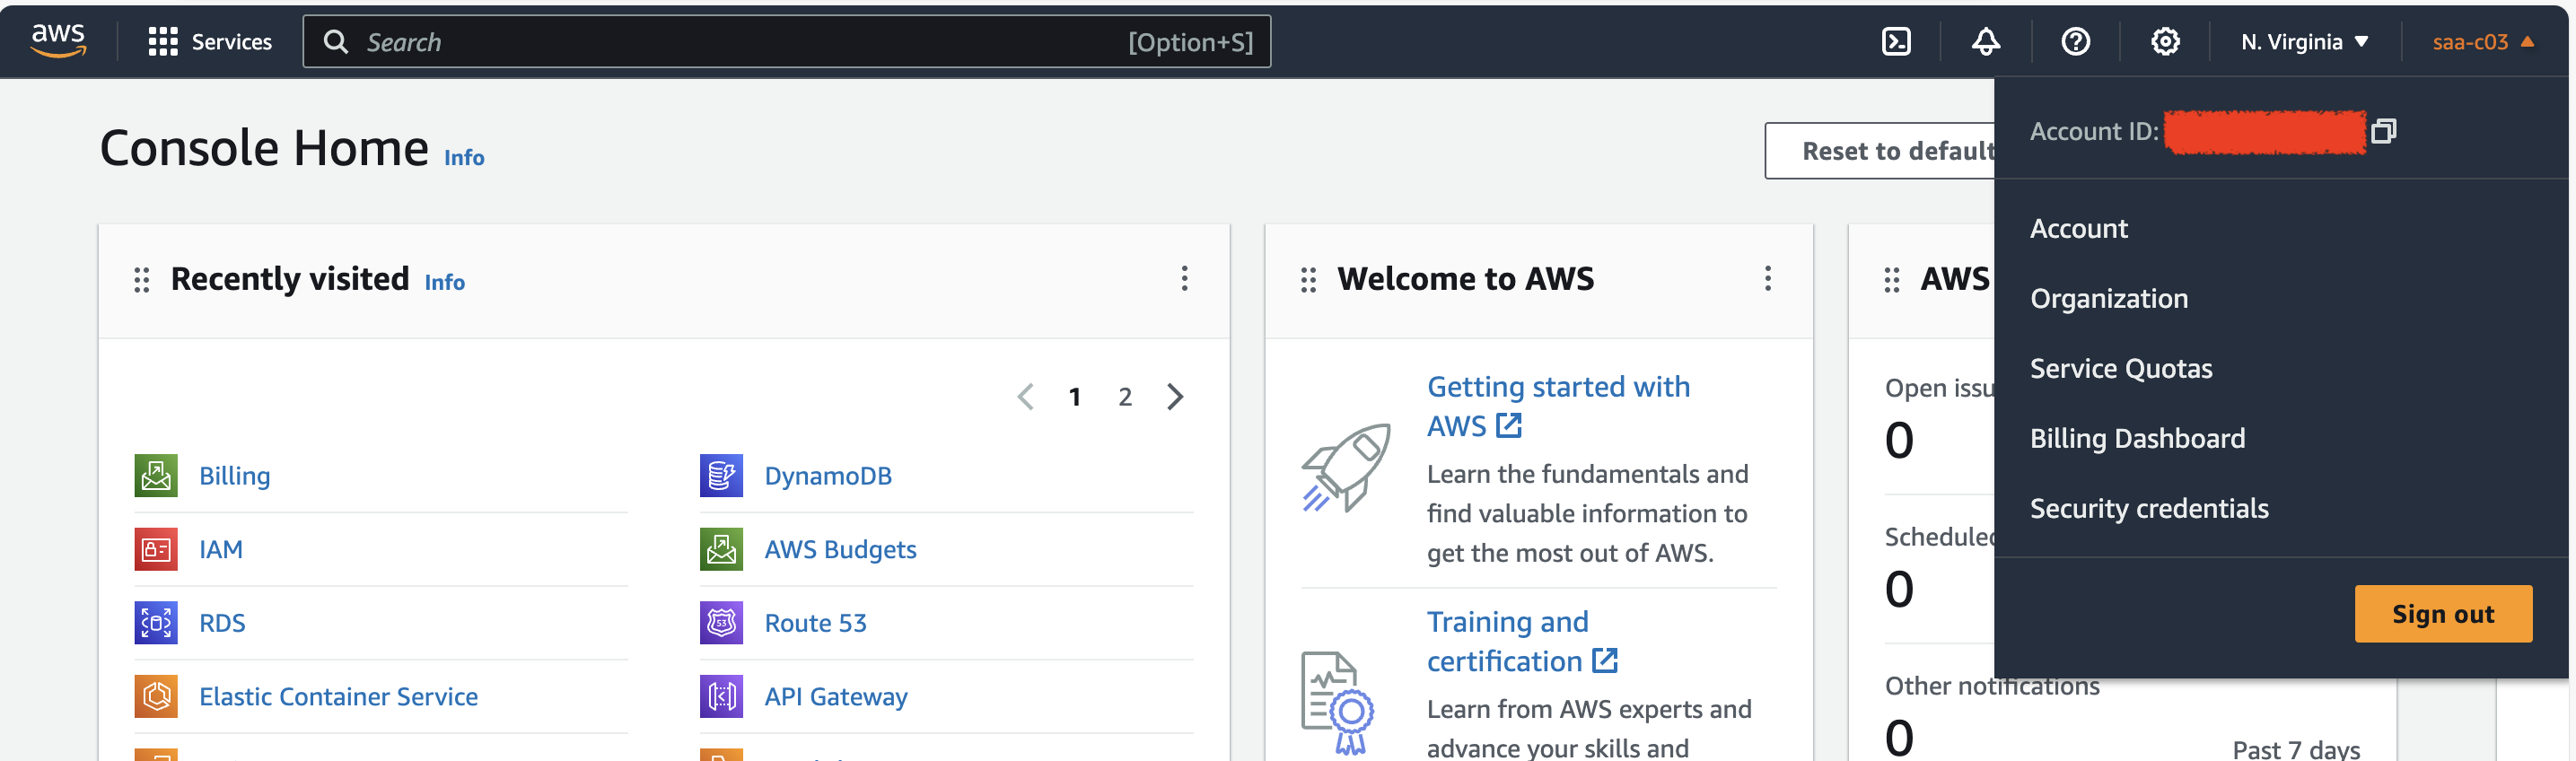 aws
Services
Search
[Option+S]
N. Virginia
saa-c03
Console Home
Info
Reset to default
Account ID:
Account
Organization
Service Quotas
Billing Dashboard
Security credentials
Sign out
Recently visited
Info
1
2
Billing
DynamoDB
IAM
AWS Budgets
RDS
53
Route 53
Elastic Container Service
API Gateway
Welcome to AWS
Getting started with
AWS
Learn the fundamentals and
find valuable information to
get the most out of AWS.
Training and
certification
Learn from AWS experts and
advance your skills and
AWS
Open issu
0
Scheduled
0
Other notifications
0
Past 7 days